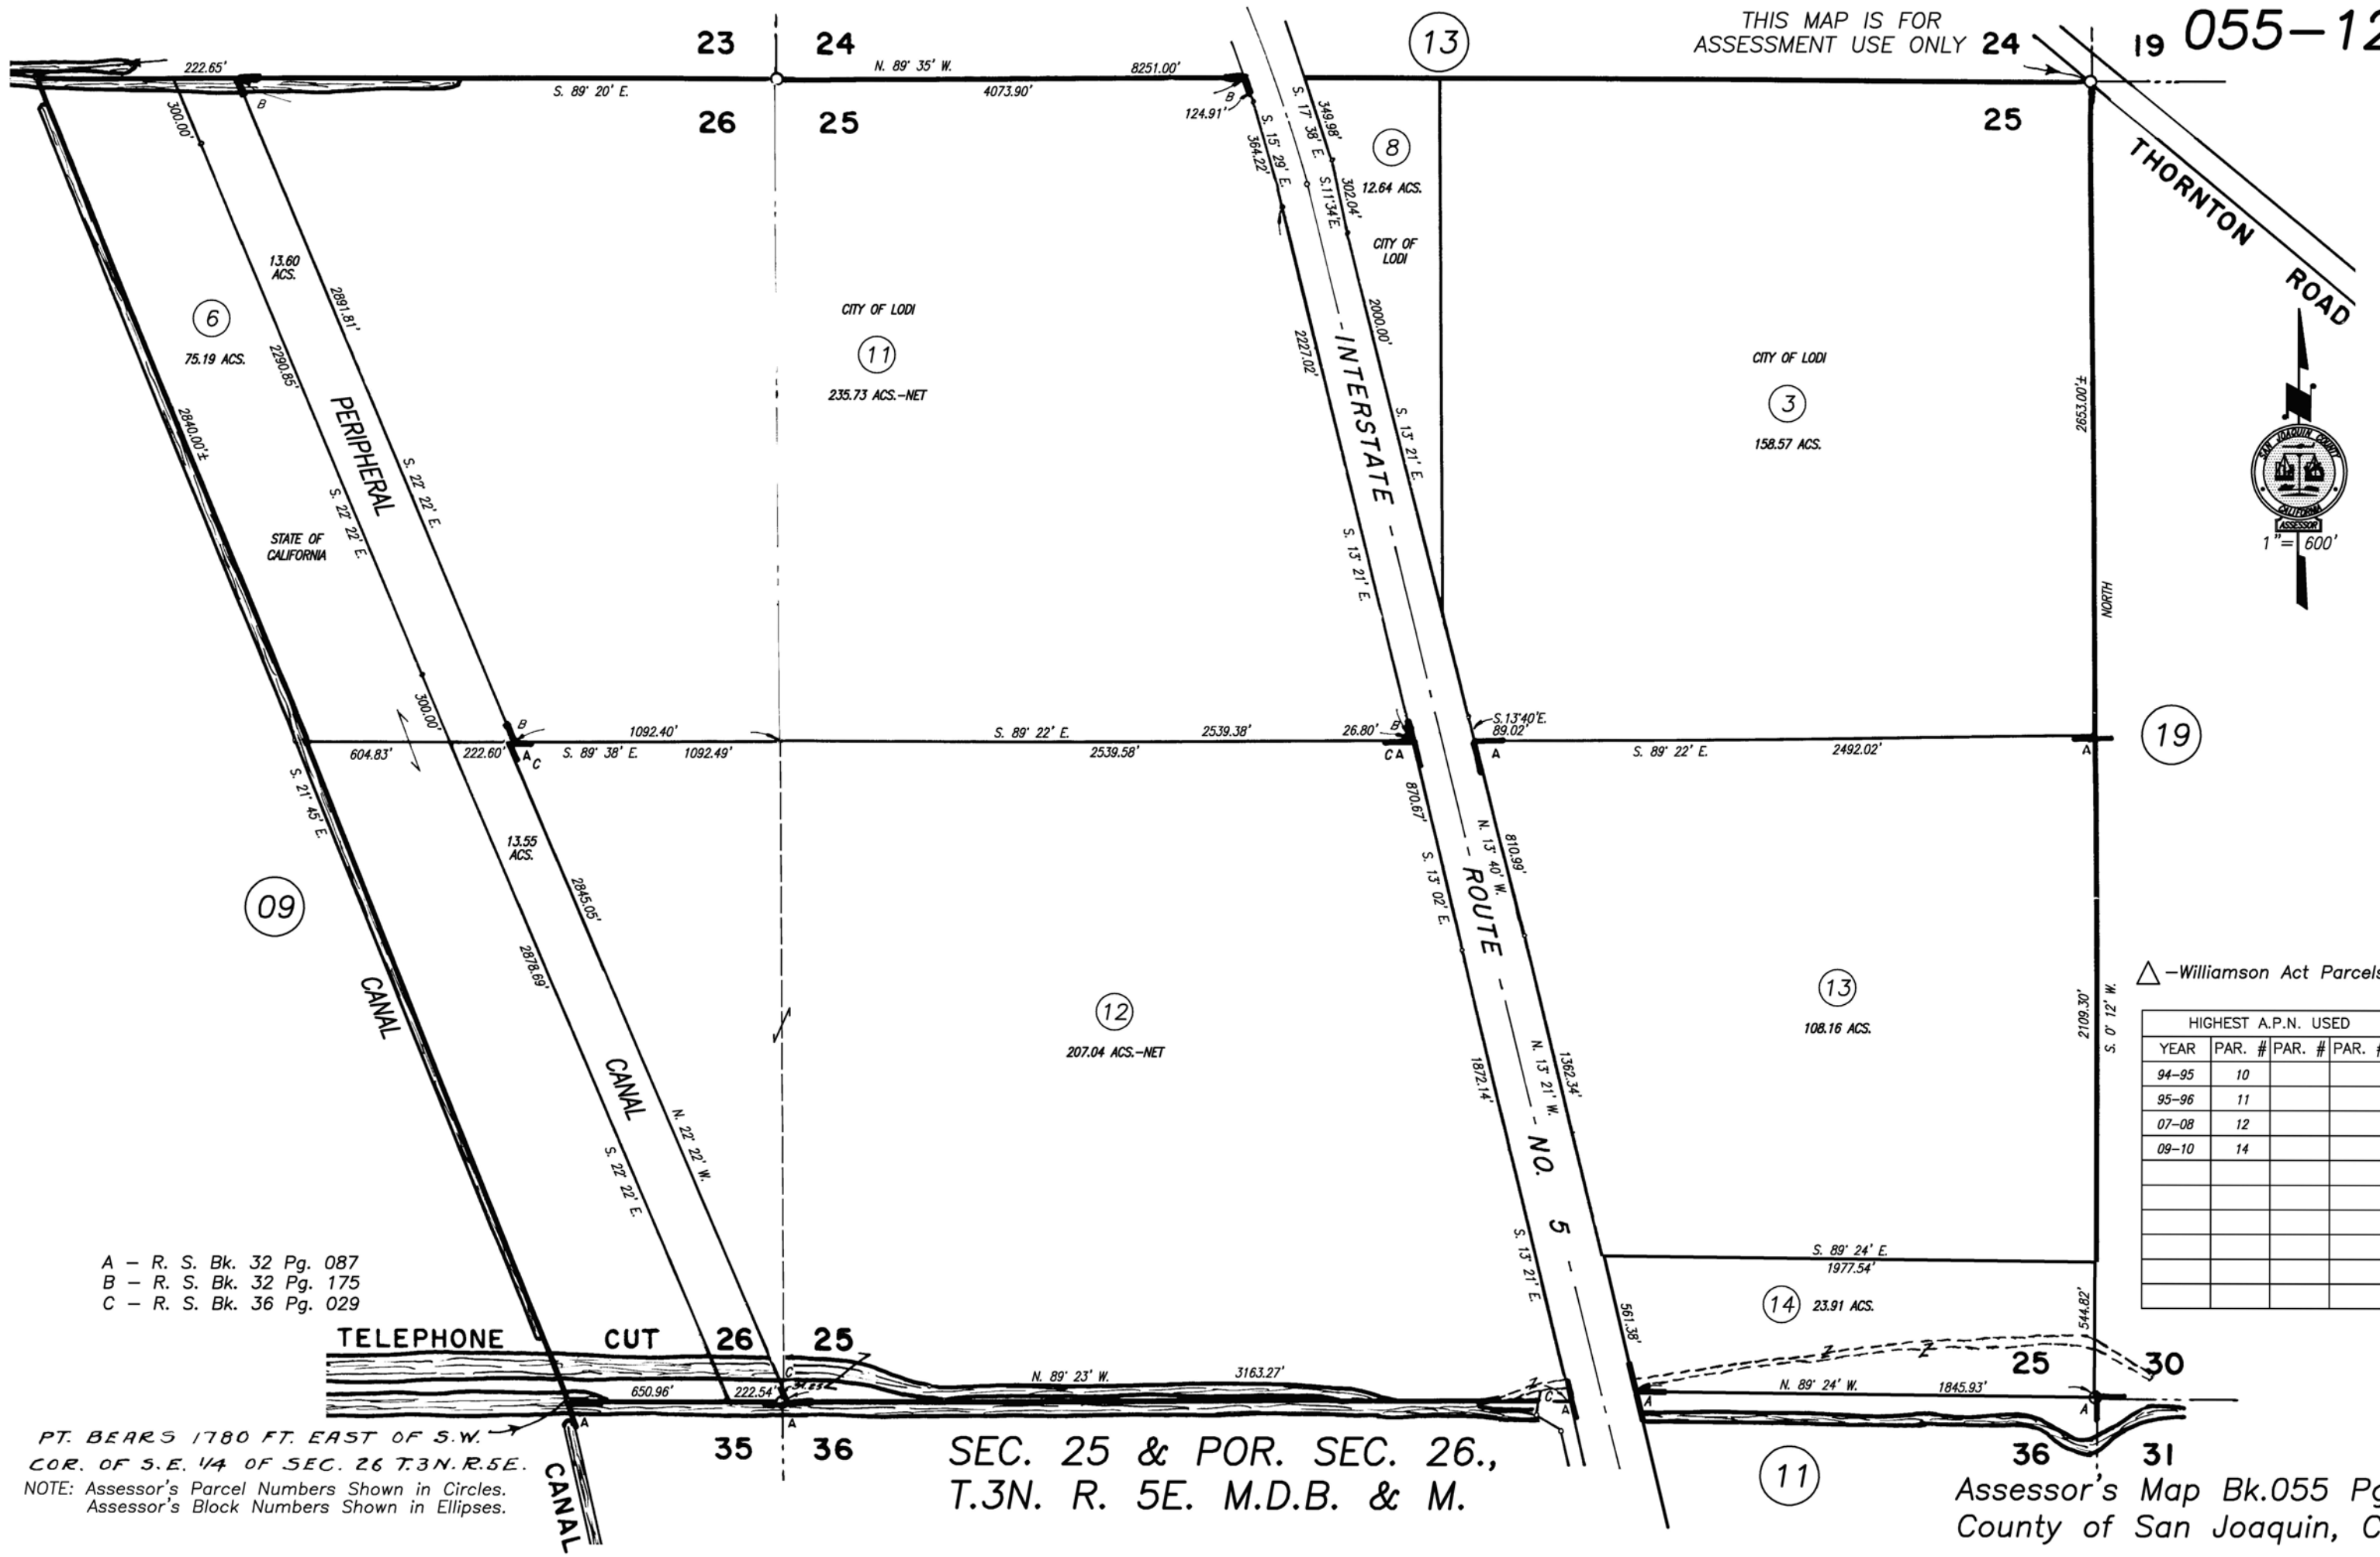 THIS MAP IS FOR
ASSESSMENT USE ONLY
055-12
23
24
13
24
19
222.65'
N. 89° 35' W.
8251.00'
S. 89° 20' E.
4073.90'
26
25
25
B
B
124.91'
300.00'
S. 15° 29' E.
364.22'
S. 17° 38' E.
349.98'
S.11°34'E.
302.04'
8
12.64 ACS.
CITY OF
LODI
THORNTON
ROAD
13.60
ACS.
6
75.19 ACS.
2891.81'
2290.85'
2840.00'±
PERIPHERAL
S. 22° 22' E.
S. 22° 22' E.
STATE OF
CALIFORNIA
CITY OF LODI
11
235.73 ACS.-NET
2227.02'
2000.00'
INTERSTATE
S. 13° 21' E.
S. 13° 21' E.
CITY OF LODI
3
158.57 ACS.
2653.00'±
NORTH
SAN JOAQUIN COUNTY
CALIFORNIA
ASSESSOR
1"= 600'
300.00'
B
1092.40'
S. 89° 22' E.
2539.38'
26.80'
B
S.13°40'E.
89.02'
604.83'
222.60'
A
C
S. 89° 38' E.
1092.49'
2539.58'
C A
A
S. 89° 22' E.
2492.02'
A
19
S. 21° 45' E.
870.67'
S. 13° 02' E.
N. 13° 40' W.
810.99'
ROUTE
13.55
ACS.
09
2845.05'
2878.69'
CANAL
CANAL
N. 22° 22' W.
S. 22° 22' E.
12
207.04 ACS.-NET
1872.14'
N. 13° 21' W.
1362.34'
NO.
5
S. 13° 21' E.
13
108.16 ACS.
2109.30'
S. 0° 12' W.
△ -Williamson Act Parcels
HIGHEST A.P.N. USED
YEAR PAR. # PAR. # PAR. #
94-95 10
95-96 11
07-08 12
09-10 14
S. 89° 24' E.
1977.54'
14 23.91 ACS.
561.38'
544.82'
A - R. S. Bk. 32 Pg. 087
B - R. S. Bk. 32 Pg. 175
C - R. S. Bk. 36 Pg. 029
TELEPHONE CUT
26
25
25
30
650.96'
222.54'
C
C
N. 89° 23' W.
3163.27'
C
A
A
N. 89° 24' W.
1845.93'
A
A
A
35
36
36
31
PT. BEARS 1780 FT. EAST OF S.W.
COR. OF S.E. 1/4 OF SEC. 26 T.3N.R.5E.
NOTE: Assessor's Parcel Numbers Shown in Circles.
Assessor's Block Numbers Shown in Ellipses.
CANAL
SEC. 25 & POR. SEC. 26.,
T.3N. R. 5E. M.D.B. & M.
11
Assessor's Map Bk.055 Pg
County of San Joaquin, C